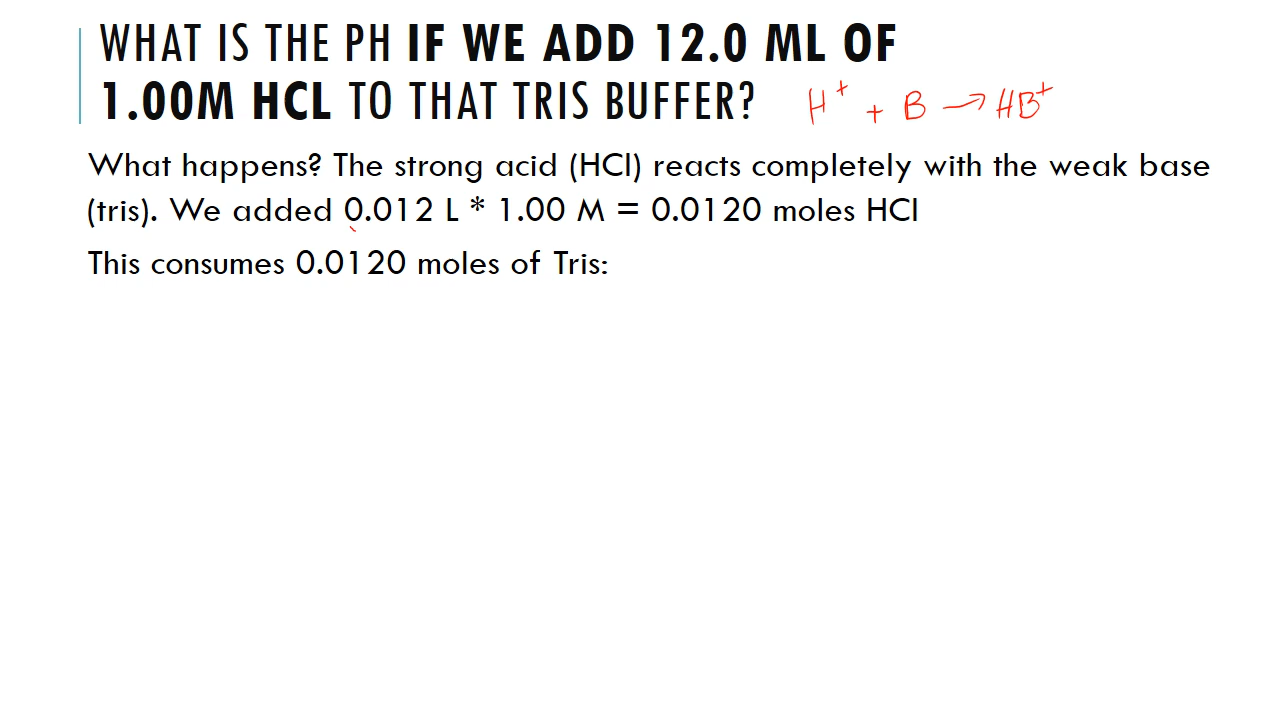 WHAT IS THE PH IF WE ADD 12.0 ML OF
1.00M HCL TO THAT TRIS BUFFER?
H⁺ + B → HB⁺
What happens? The strong acid (HCl) reacts completely with the weak base
(tris). We added 0.012 L * 1.00 M = 0.0120 moles HCl
This consumes 0.0120 moles of Tris: